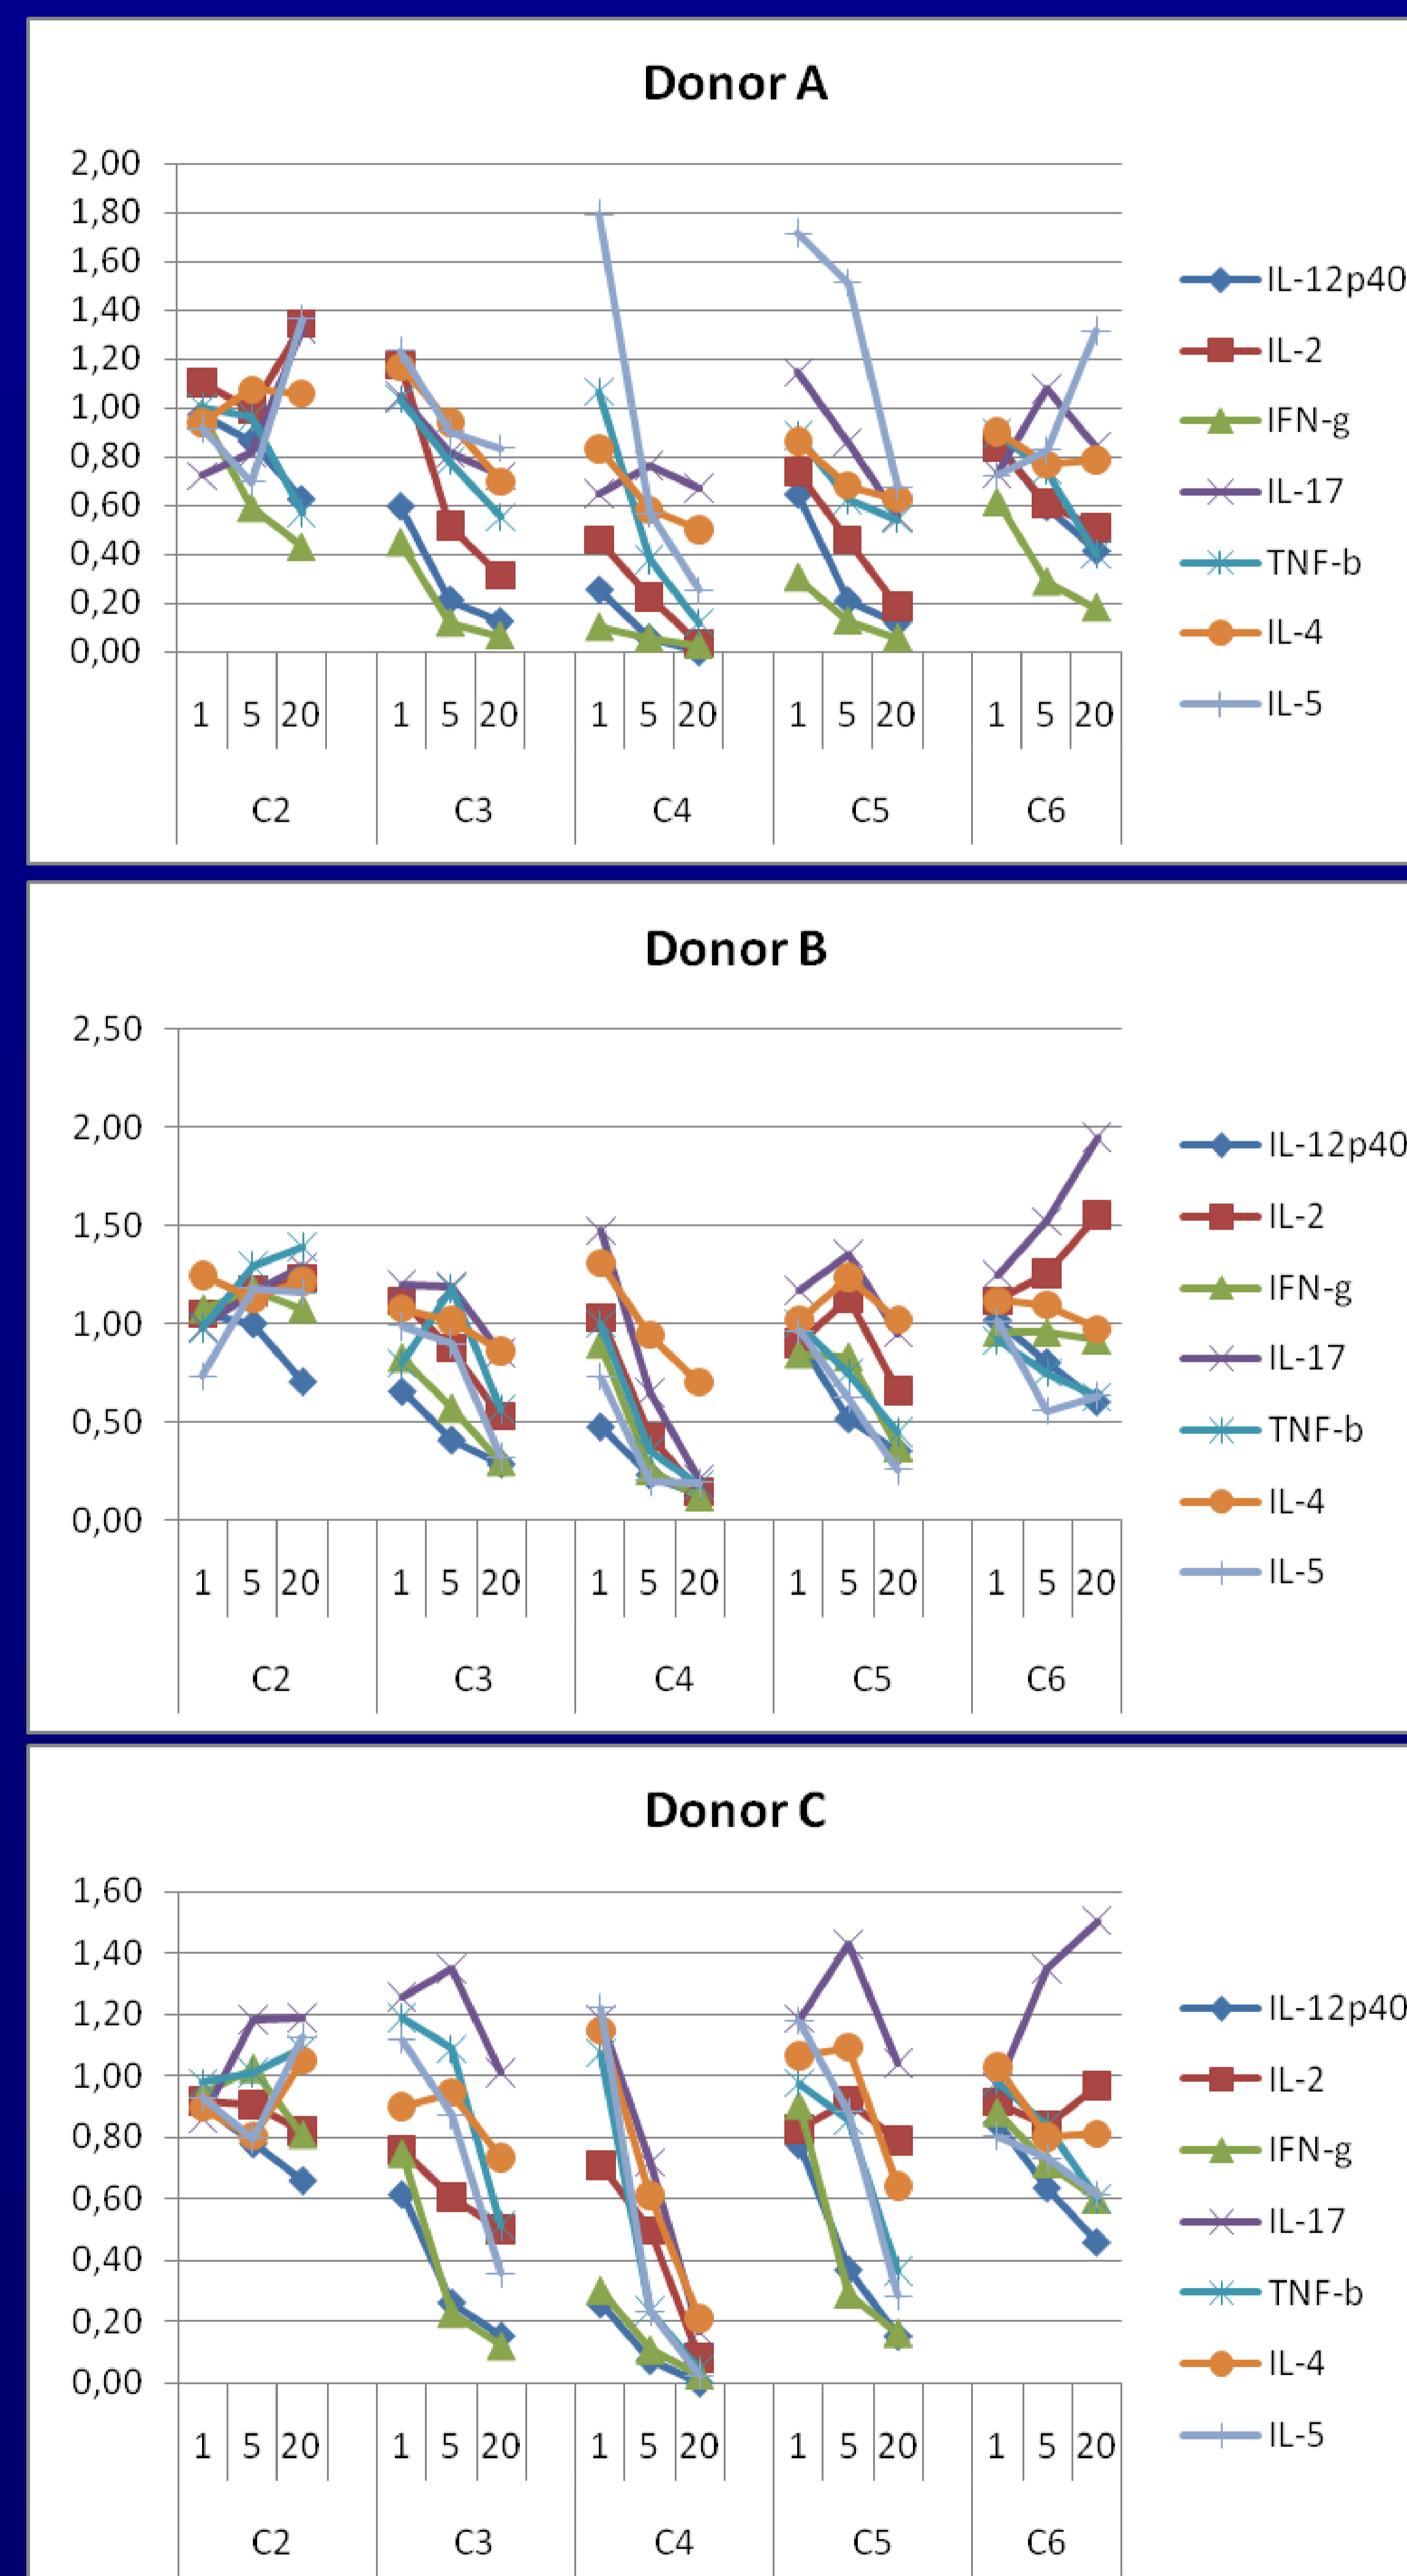 Donor A
2,00
1,80
1,60
1,40
1,20
1,00
0,80
0,60
0,40
0,20
0,00
1 5 20 1 5 20 1 5 20 1 5 20 1 5 20
C2 C3 C4 C5 C6
IL-12p40
IL-2
IFN-g
IL-17
TNF-b
IL-4
IL-5
Donor B
2,50
2,00
1,50
1,00
0,50
0,00
1 5 20 1 5 20 1 5 20 1 5 20 1 5 20
C2 C3 C4 C5 C6
IL-12p40
IL-2
IFN-g
IL-17
TNF-b
IL-4
IL-5
Donor C
1,60
1,40
1,20
1,00
0,80
0,60
0,40
0,20
0,00
1 5 20 1 5 20 1 5 20 1 5 20 1 5 20
C2 C3 C4 C5 C6
IL-12p40
IL-2
IFN-g
IL-17
TNF-b
IL-4
IL-5